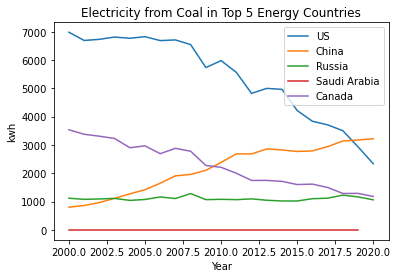 Electricity from Coal in Top 5 Energy Countries
7000
6000
5000
4000
3000
2000
1000
0
kwh
US
China
Russia
Saudi Arabia
Canada
2000.0 2002.5 2005.0 2007.5 2010.0 2012.5 2015.0 2017.5 2020.0
Year